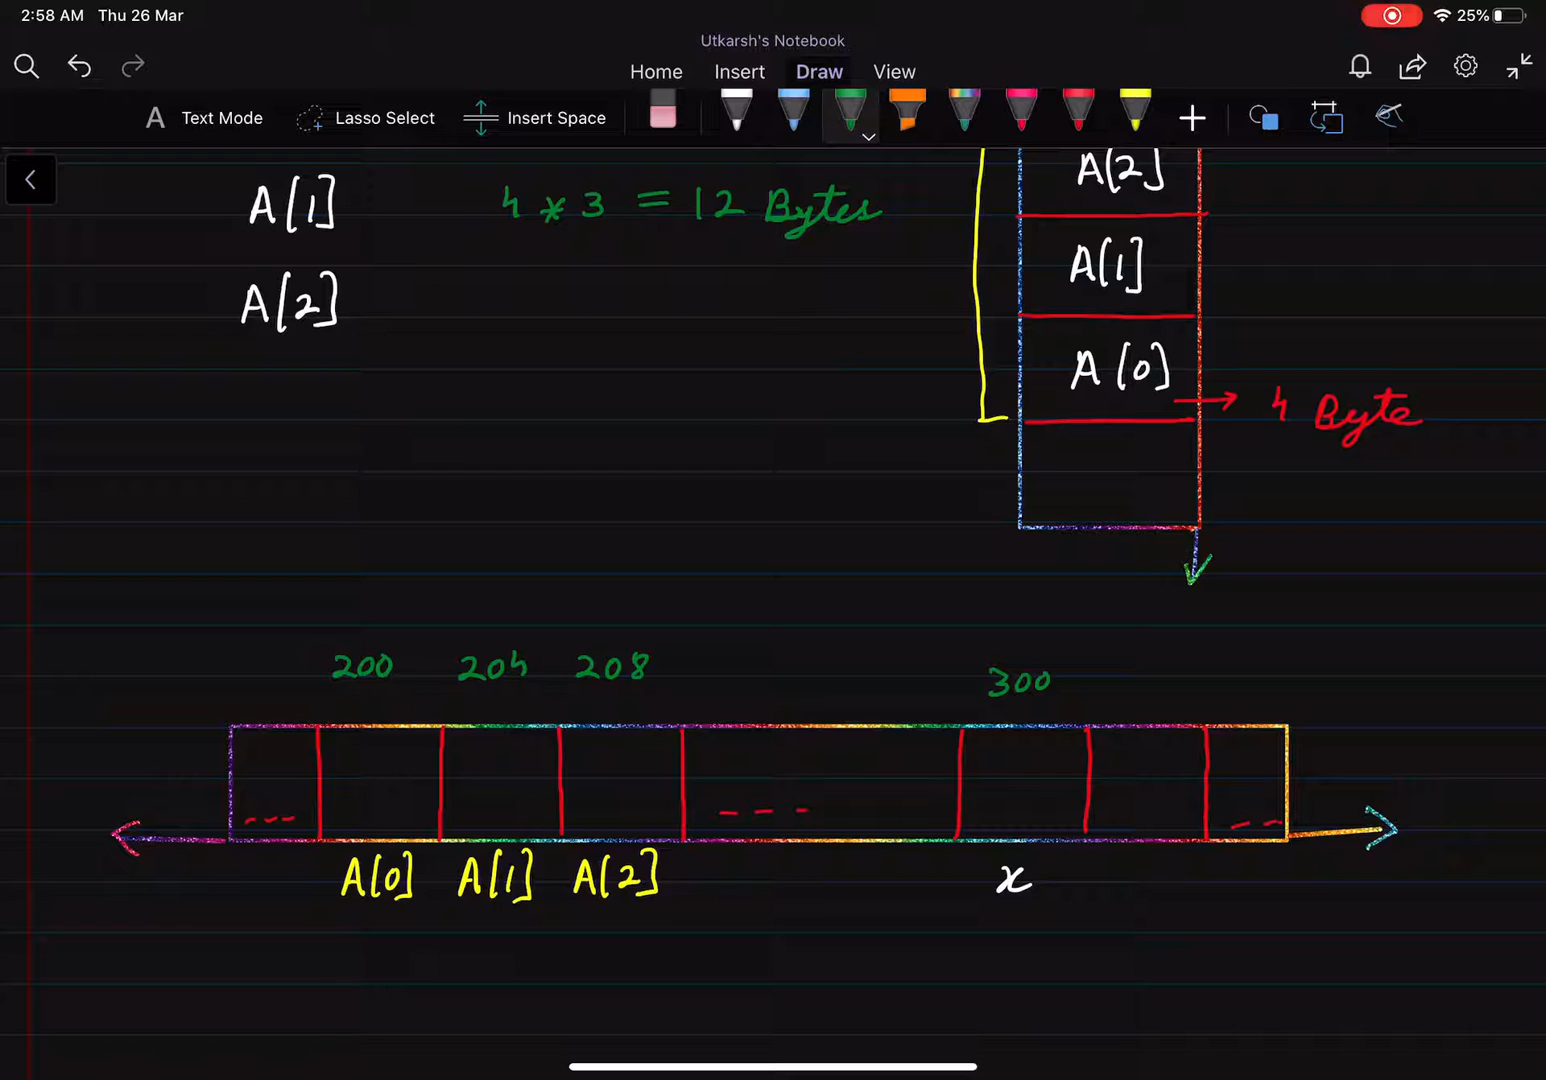 2:58 AM Thu 26 Mar
25%
Utkarsh's Notebook
Home Insert Draw View
A Text Mode Lasso Select Insert Space
A[1]
4 * 3 = 12 Bytes
A[2]
A[2]
A[1]
A[0]
4 Byte
200 204 208 300
A[0] A[1] A[2] x